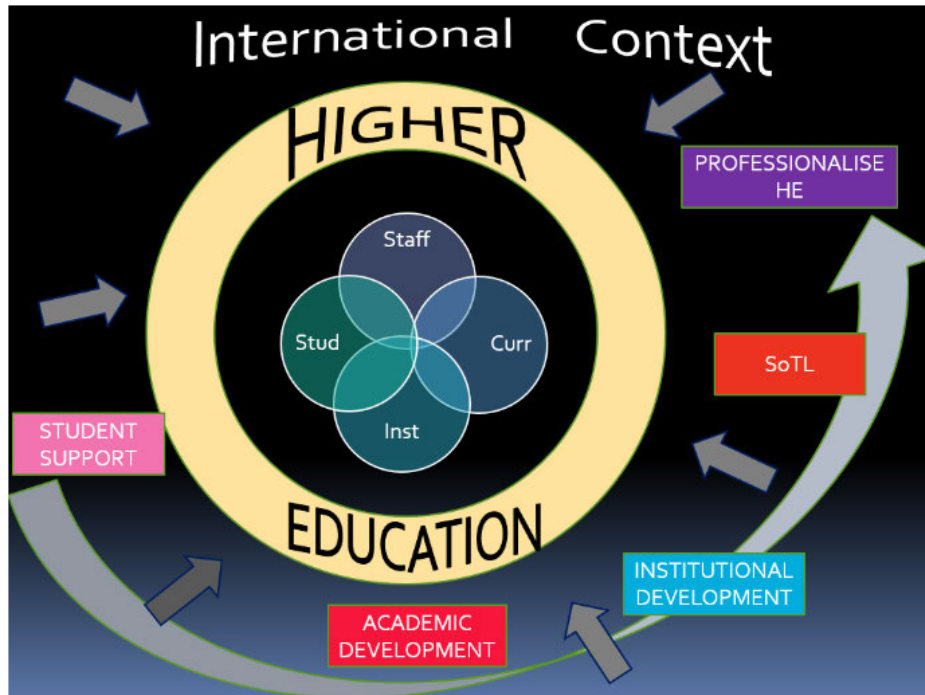 International Context
HIGHER
PROFESSIONALISE
HE
Staff
Stud
Curr
SoTL
Inst
STUDENT
SUPPORT
EDUCATION
INSTITUTIONAL
DEVELOPMENT
ACADEMIC
DEVELOPMENT